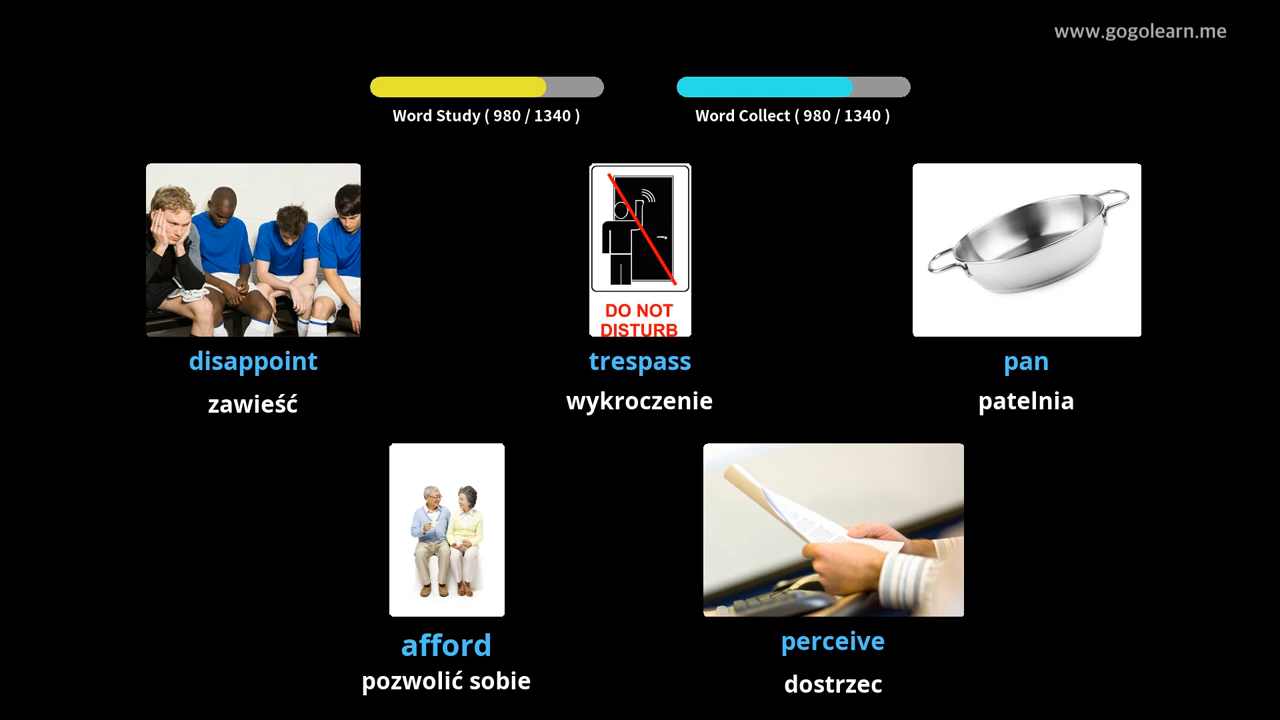 www.gogolearn.me
Word Study ( 980 / 1340 )
Word Collect ( 980 / 1340 )
DO NOT
DISTURB
disappoint
trespass
pan
zawieść
wykroczenie
patelnia
afford
perceive
pozwolić sobie
dostrzec